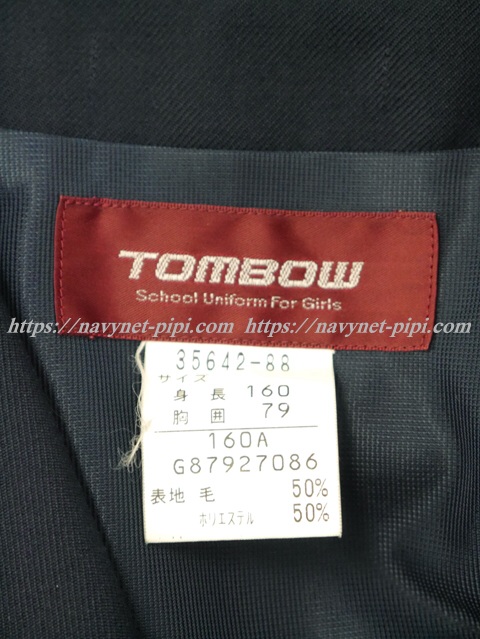 TOMBOW
School Uniform For Girls
https://navynet-pipi.com https://navynet-pipi.com
35642-88
サイズ
身長 160
胸囲 79
160A
G87927086
表地 毛 50%
ポリエステル 50%